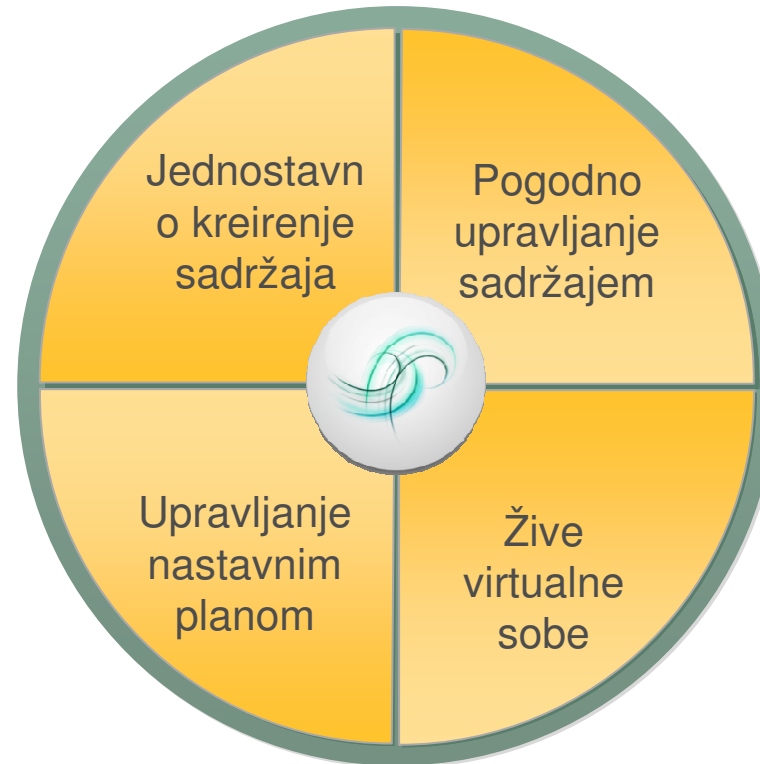 Jednostavn
o kreirenje
sadržaja
Pogodno
upravljanje
sadržajem
Upravljanje
nastavnim
planom
Žive
virtualne
sobe